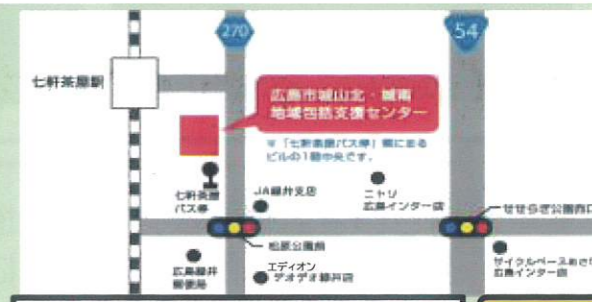 270
54
七軒茶屋駅
広島市城山北・城南
地域包括支援センター
※「七軒茶屋バス停」横にある
ビルの1階中央です。
七軒茶屋
バス停
JA緑井支店
ニトリ
広島インター店
せせらぎ公園西口
松原公園前
広島緑井
郵便局
エディオン
デオデオ緑井店
サイクルベースあさひ
広島インター店